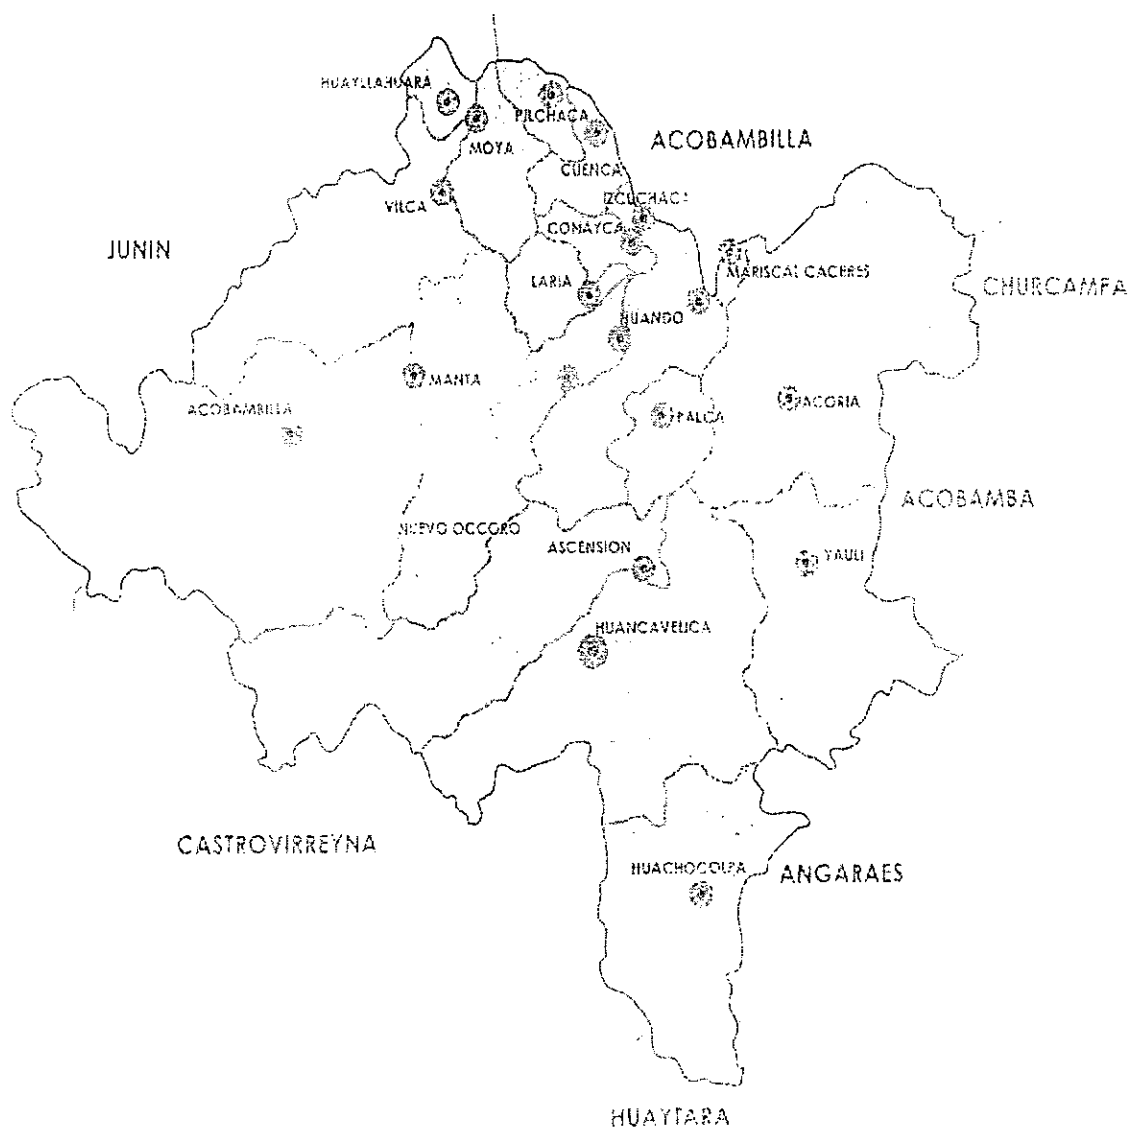 HUAYLLAHUARA
PILCHACA
MOYA
ACOBAMBILLA
CUENCA
VILCA
IZCUCHACA
CONAYCA
JUNIN
MARISCAL CACERES
LARIA
CHURCAMPA
HUANDO
MANTA
ACOBAMBILLA
PALCA
PACORIA
ACOBAMBA
NUEVO OCCORO
ASCENSION
YAULI
HUANCAVELICA
CASTROVIRREYNA
HUACHOCOLPA
ANGARAES
HUAYTARA